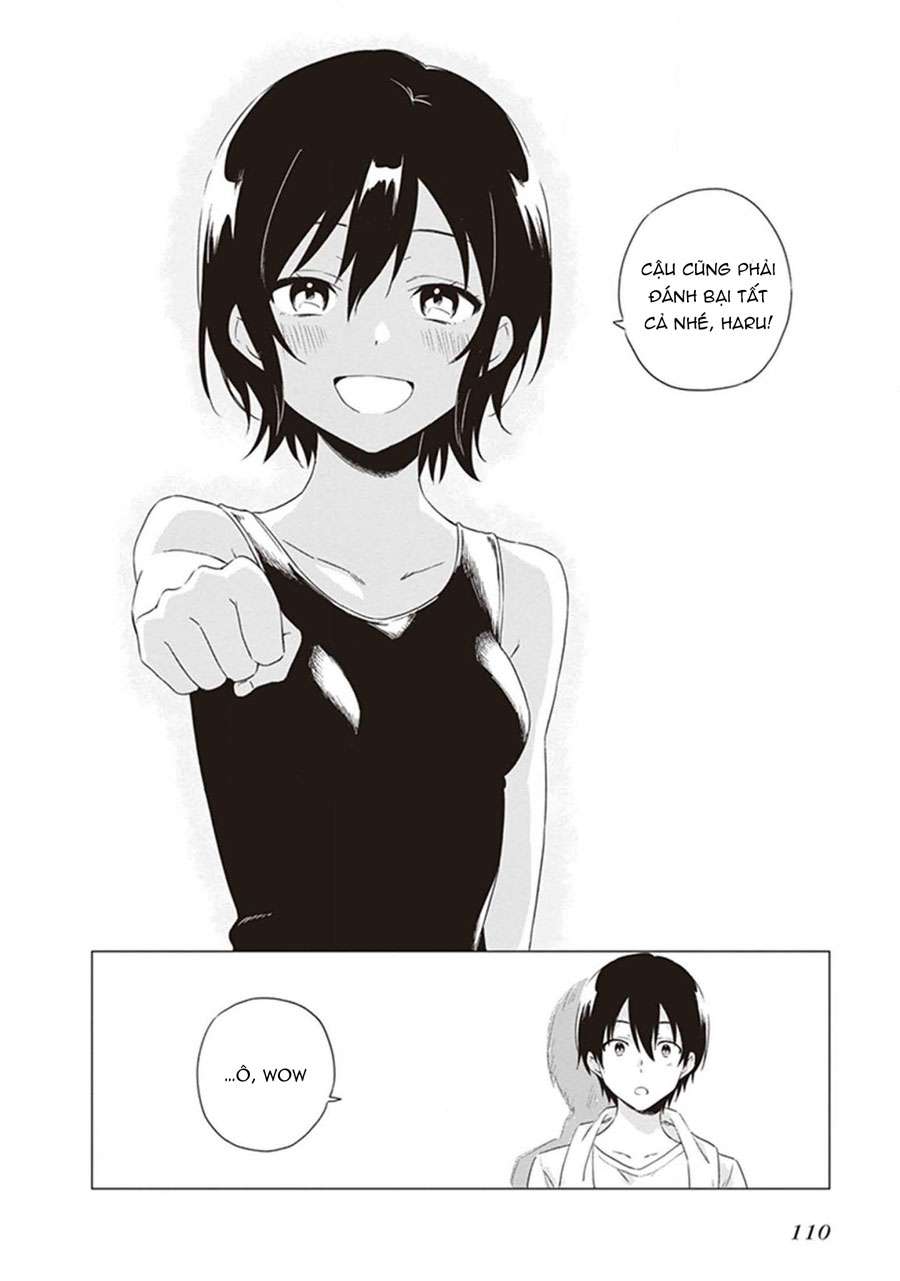 CẬU CŨNG PHẢI
ĐÁNH BẠI TẤT
CẢ NHÉ, HARU!
...Ô, WOW
110